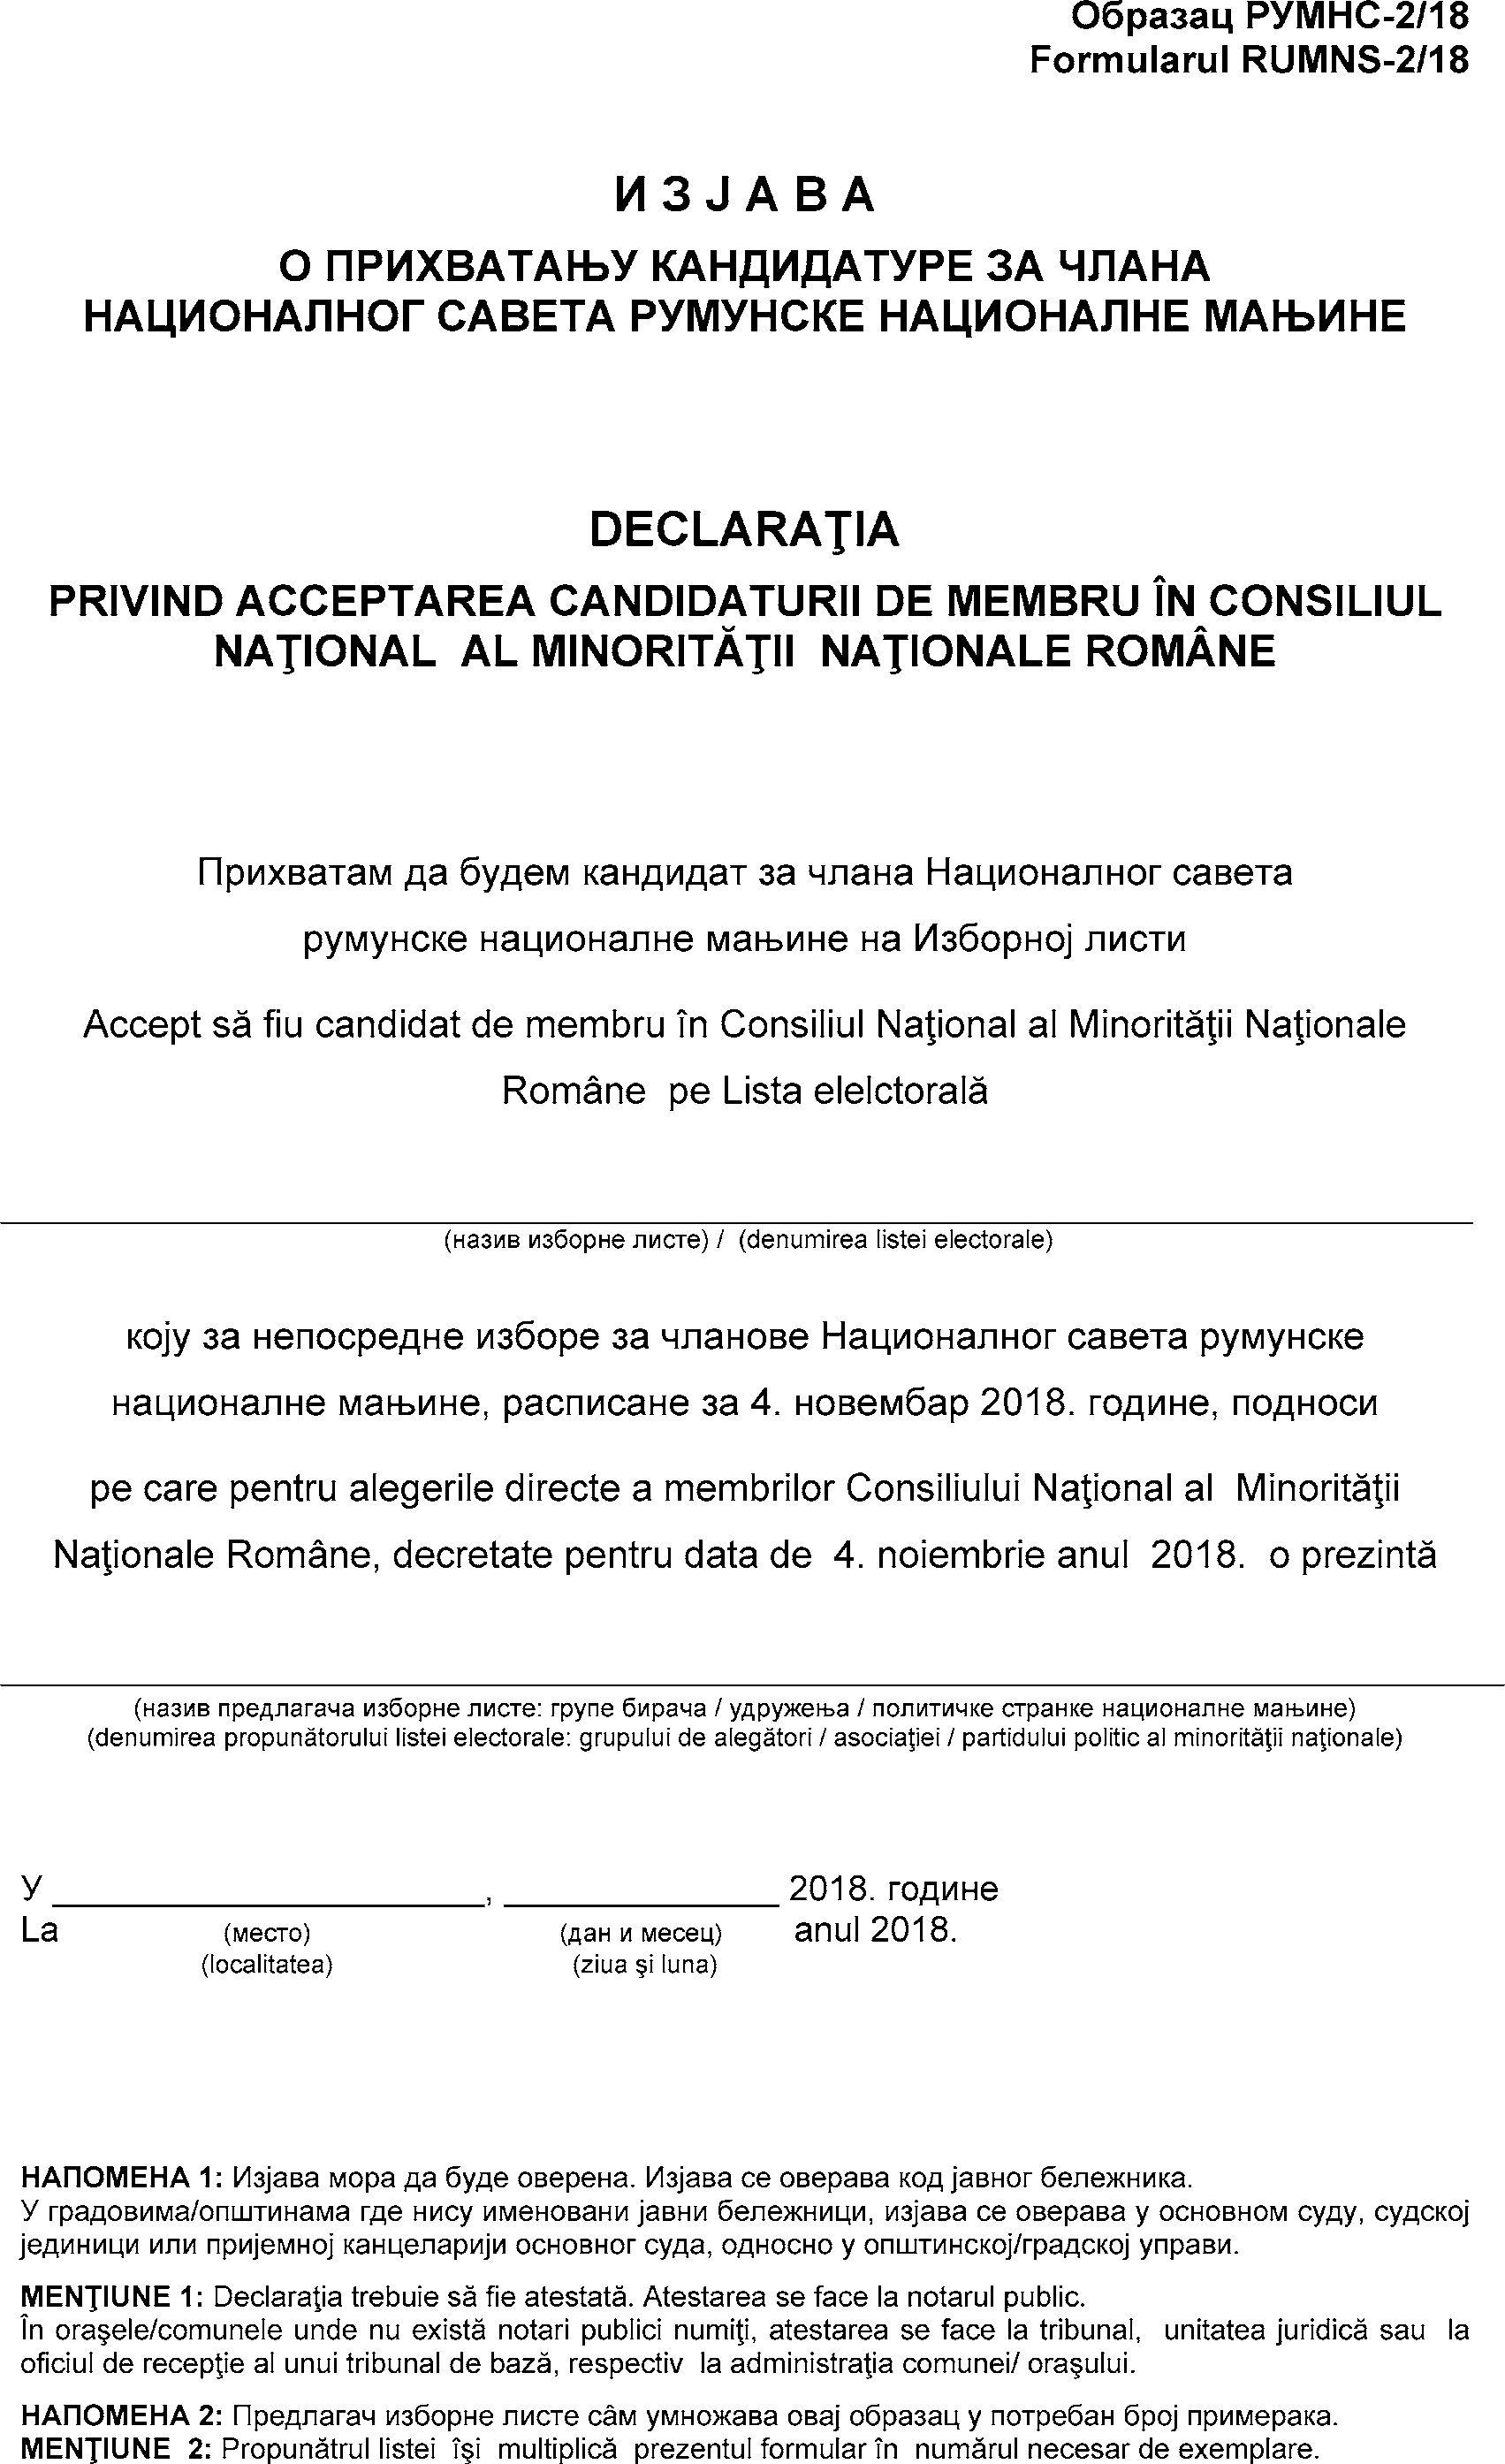 Образац РУМНС-2/18
Formularul RUMNS-2/18
И З Ј А В А
О ПРИХВАТАЊУ КАНДИДАТУРЕ ЗА ЧЛАНА
НАЦИОНАЛНОГ САВЕТА РУМУНСКЕ НАЦИОНАЛНЕ МАЊИНЕ
DECLARAŢIA
PRIVIND ACCEPTAREA CANDIDATURII DE MEMBRU ÎN CONSILIUL
NAŢIONAL AL MINORITĂŢII NAŢIONALE ROMÂNE
Прихватам да будем кандидат за члана Националног савета
румунске националне мањине на Изборној листи
Accept să fiu candidat de membru în Consiliul Naţional al Minorităţii Naţionale
Române pe Lista elelctorală
(назив изборне листе) / (denumirea listei electorale)
коју за непосредне изборе за чланове Националног савета румунске
националне мањине, расписане за 4. новембар 2018. године, подноси
pe care pentru alegerile directe a membrilor Consiliului Naţional al Minorităţii
Naţionale Române, decretate pentru data de 4. noiembrie anul 2018. o prezintă
(назив предлагача изборне листе: групе бирача / удружења / политичке странке националне мањине)
(denumirea propunătorului listei electorale: grupului de alegători / asociaţiei / partidului politic al minorităţii naţionale)
У ____________________, _____________ 2018. године
La (место) (дан и месец) anul 2018.
(localitatea) (ziua şi luna)
НАПОМЕНА 1: Изјава мора да буде оверена. Изјава се оверава код јавног бележника.
У градовима/општинама где нису именовани јавни бележници, изјава се оверава у основном суду, судској
јединици или пријемној канцеларији основног суда, односно у општинској/градској управи.
MENŢIUNE 1: Declaraţia trebuie să fie atestată. Atestarea se face la notarul public.
În oraşele/comunele unde nu există notari publici numiţi, atestarea se face la tribunal, unitatea juridică sau la
oficiul de recepţie al unui tribunal de bază, respectiv la administraţia comunei/ oraşului.
НАПОМЕНА 2: Предлагач изборне листе сâм умножава овај образац у потребан број примерака.
MENŢIUNE 2: Propunătrul listei îşi multiplică prezentul formular în numărul necesar de exemplare.